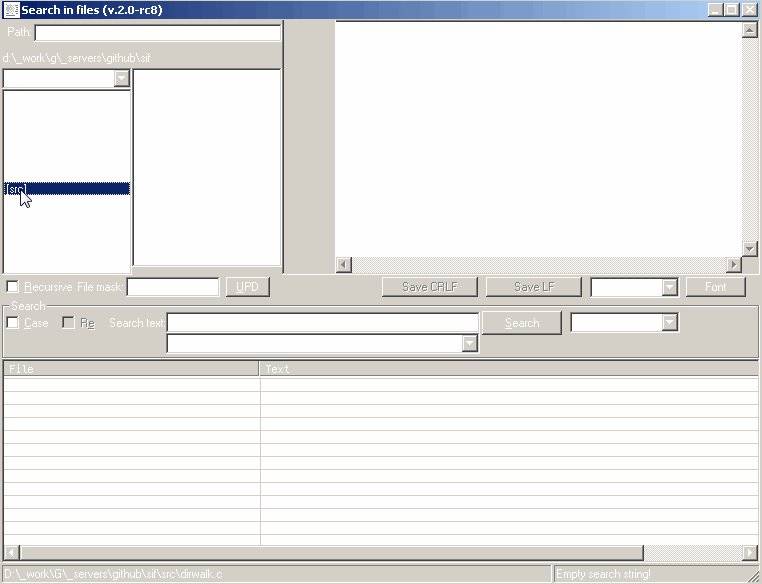 Search in files (v.2.0-rc8)
Path:
d:\_work\g\_servers\github\sif
[src]
Recursive File mask: UPD Save CRLF Save LF Font
Search
Case Re Search text: Search
File Text
D:\_work\G\_servers\github\sif\src\dirwalk.c Empty search string!